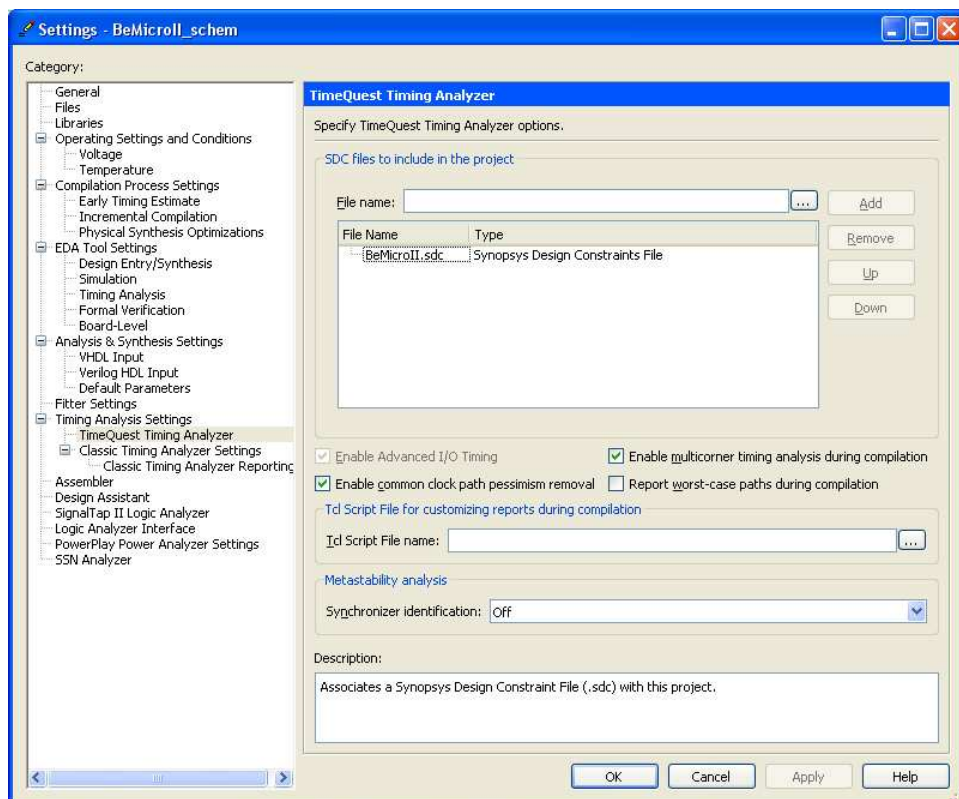 Settings - BeMicroII_schem
Category:
General
Files
Libraries
Operating Settings and Conditions
Voltage
Temperature
Compilation Process Settings
Early Timing Estimate
Incremental Compilation
Physical Synthesis Optimizations
EDA Tool Settings
Design Entry/Synthesis
Simulation
Timing Analysis
Formal Verification
Board-Level
Analysis & Synthesis Settings
VHDL Input
Verilog HDL Input
Default Parameters
Fitter Settings
Timing Analysis Settings
TimeQuest Timing Analyzer
Classic Timing Analyzer Settings
Classic Timing Analyzer Reporting
Assembler
Design Assistant
SignalTap II Logic Analyzer
Logic Analyzer Interface
PowerPlay Power Analyzer Settings
SSN Analyzer
TimeQuest Timing Analyzer
Specify TimeQuest Timing Analyzer options.
SDC files to include in the project
File name: ... Add
File Name Type Remove
BeMicroII.sdc Synopsys Design Constraints File
Up
Down
Enable Advanced I/O Timing Enable multicorner timing analysis during compilation
Enable common clock path pessimism removal Report worst-case paths during compilation
Tcl Script File for customizing reports during compilation
Tcl Script File name: ...
Metastability analysis
Synchronizer identification: Off
Description:
Associates a Synopsys Design Constraint File (.sdc) with this project.
OK Cancel Apply Help